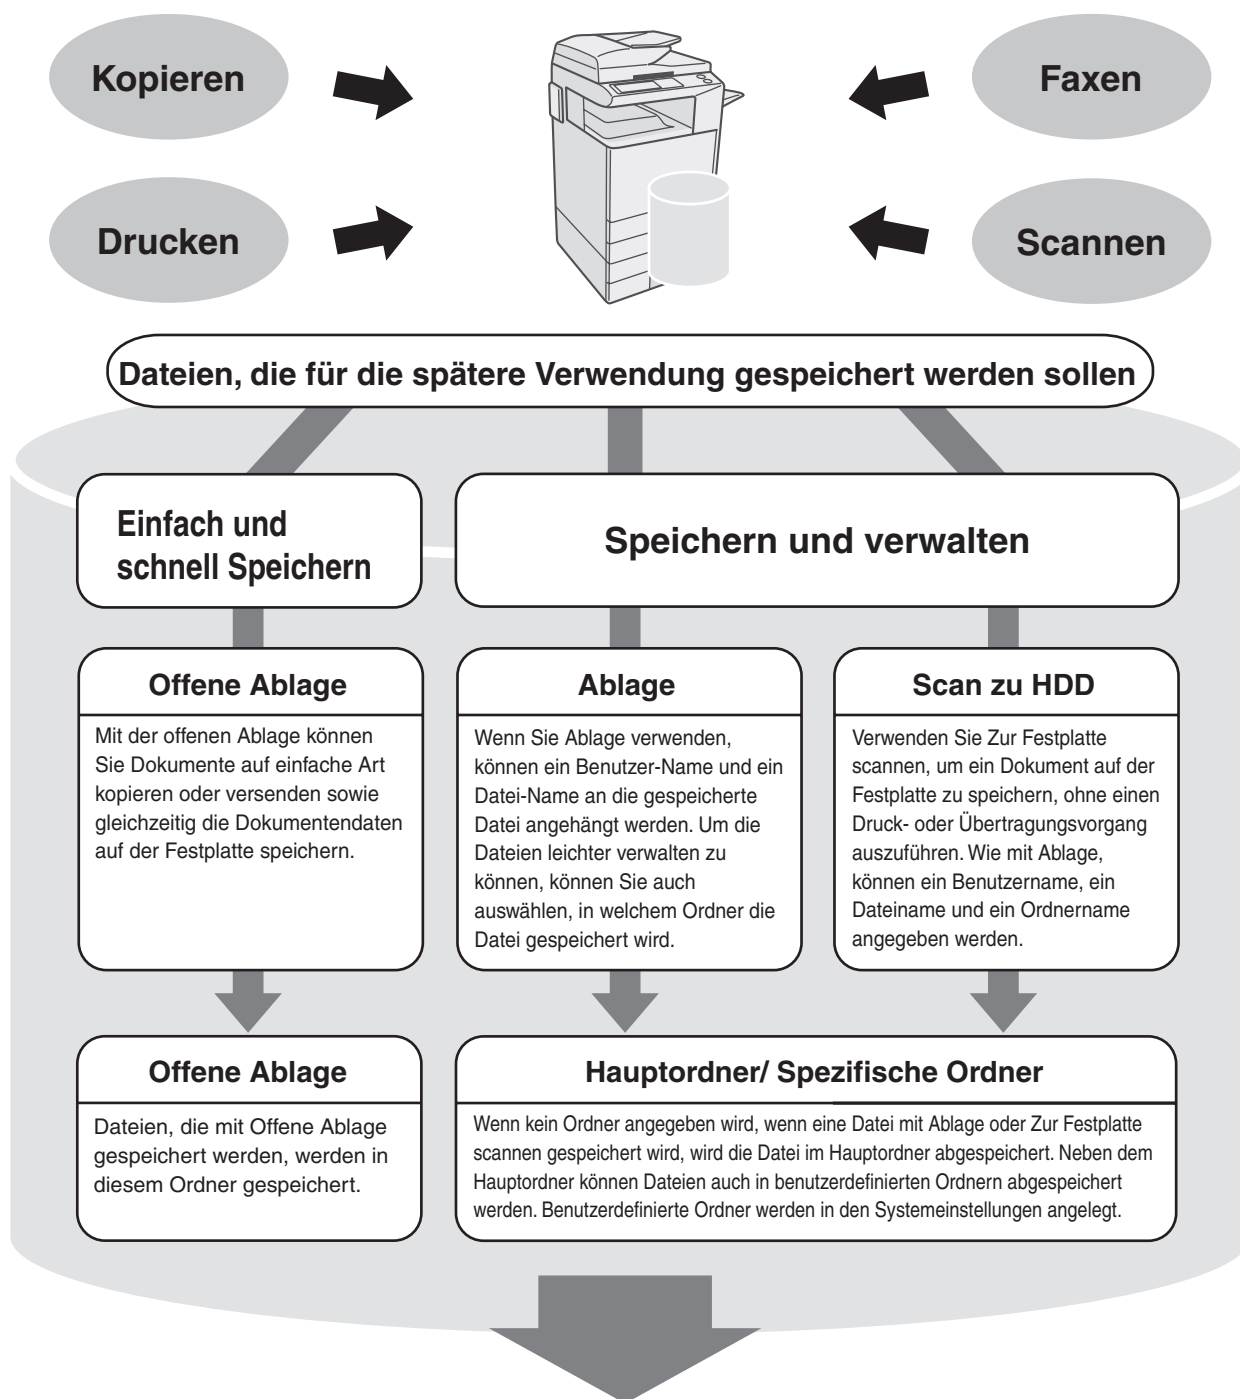 Kopieren
Faxen
Drucken
Scannen
Dateien, die für die spätere Verwendung gespeichert werden sollen
Einfach und
schnell Speichern
Speichern und verwalten
Offene Ablage
Mit der offenen Ablage können
Sie Dokumente auf einfache Art
kopieren oder versenden sowie
gleichzeitig die Dokumentendaten
auf der Festplatte speichern.
Ablage
Wenn Sie Ablage verwenden,
können ein Benutzer-Name und ein
Datei-Name an die gespeicherte
Datei angehängt werden. Um die
Dateien leichter verwalten zu
können, können Sie auch
auswählen, in welchem Ordner die
Datei gespeichert wird.
Scan zu HDD
Verwenden Sie Zur Festplatte
scannen, um ein Dokument auf der
Festplatte zu speichern, ohne einen
Druck- oder Übertragungsvorgang
auszuführen. Wie mit Ablage,
können ein Benutzername, ein
Dateiname und ein Ordnername
angegeben werden.
Offene Ablage
Dateien, die mit Offene Ablage
gespeichert werden, werden in
diesem Ordner gespeichert.
Hauptordner/ Spezifische Ordner
Wenn kein Ordner angegeben wird, wenn eine Datei mit Ablage oder Zur Festplatte
scannen gespeichert wird, wird die Datei im Hauptordner abgespeichert. Neben dem
Hauptordner können Dateien auch in benutzerdefinierten Ordnern abgespeichert
werden. Benutzerdefinierte Ordner werden in den Systemeinstellungen angelegt.